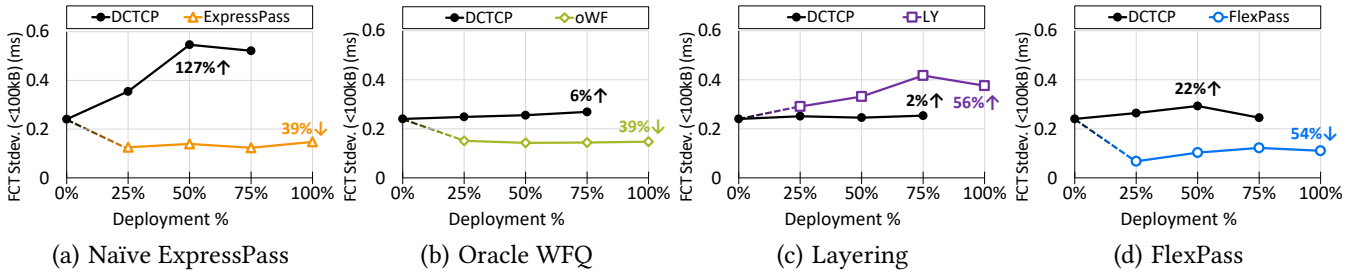 DCTCP ExpressPass
FCT Stdev. (<100kB) (ms)
0.6
0.4
0.2
0
127%↑
39%↓
0% 25% 50% 75% 100%
Deployment %
(a) Naïve ExpressPass
DCTCP oWF
FCT Stdev. (<100kB) (ms)
0.6
0.4
0.2
0
6%↑
39%↓
0% 25% 50% 75% 100%
Deployment %
(b) Oracle WFQ
DCTCP LY
FCT Stdev. (<100kB) (ms)
0.6
0.4
0.2
0
2%↑
56%↑
0% 25% 50% 75% 100%
Deployment %
(c) Layering
DCTCP FlexPass
FCT Stdev. (<100kB) (ms)
0.6
0.4
0.2
0
22%↑
54%↓
0% 25% 50% 75% 100%
Deployment %
(d) FlexPass